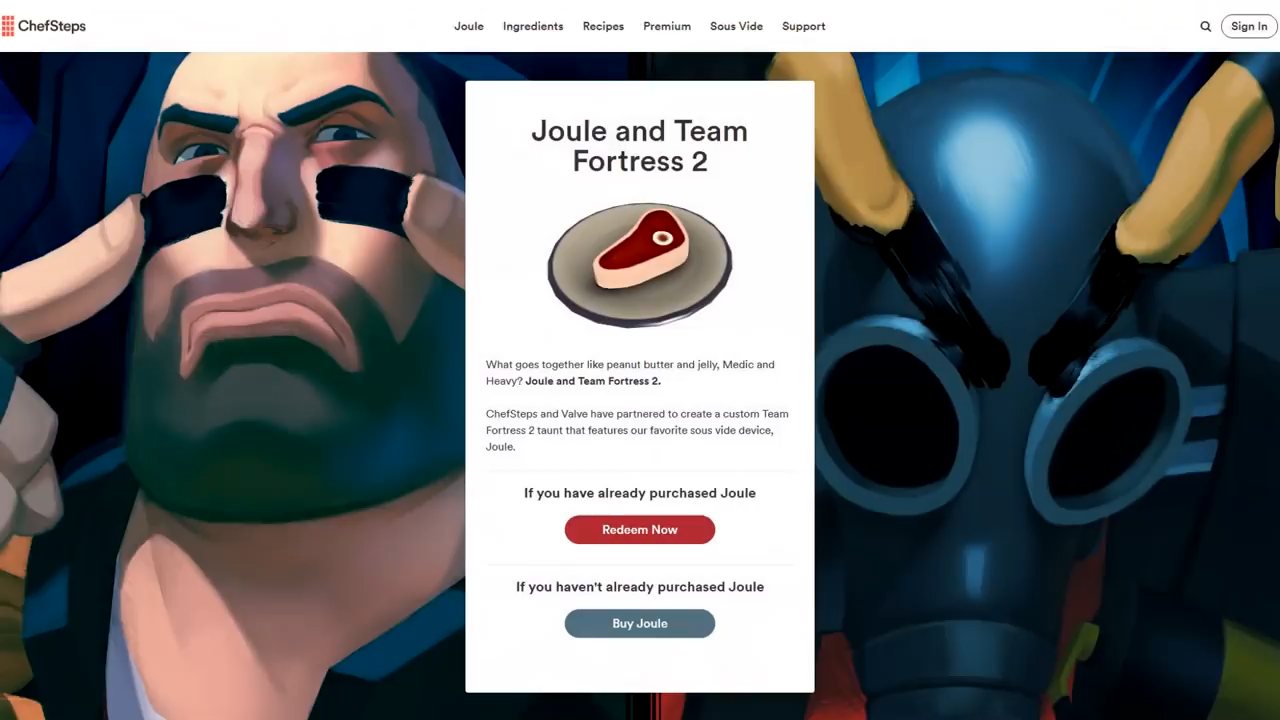 ChefSteps
Joule Ingredients Recipes Premium Sous Vide Support
Sign In
Joule and Team
Fortress 2
What goes together like peanut butter and jelly, Medic and
Heavy? Joule and Team Fortress 2.
ChefSteps and Valve have partnered to create a custom Team
Fortress 2 taunt that features our favorite sous vide device,
Joule.
If you have already purchased Joule
Redeem Now
If you haven't already purchased Joule
Buy Joule